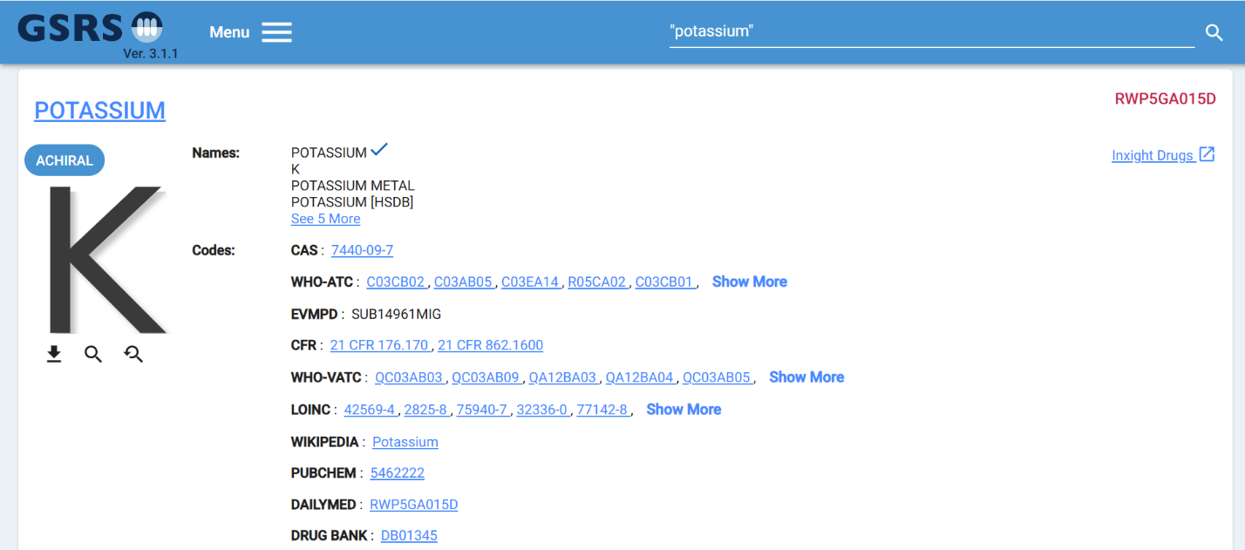 GSRS
Ver. 3.1.1
Menu
"potassium"
POTASSIUM
RWP5GA015D
ACHIRAL
Names:
POTASSIUM
K
POTASSIUM METAL
POTASSIUM [HSDB]
See 5 More
Inxight Drugs
K
Codes:
CAS : 7440-09-7
WHO-ATC : C03CB02 , C03AB05 , C03EA14 , R05CA02 , C03CB01 , Show More
EVMPD : SUB14961MIG
CFR : 21 CFR 176.170 , 21 CFR 862.1600
WHO-VATC : QC03AB03 , QC03AB09 , QA12BA03 , QA12BA04 , QC03AB05 , Show More
LOINC : 42569-4 , 2825-8 , 75940-7 , 32336-0 , 77142-8 , Show More
WIKIPEDIA : Potassium
PUBCHEM : 5462222
DAILYMED : RWP5GA015D
DRUG BANK : DB01345